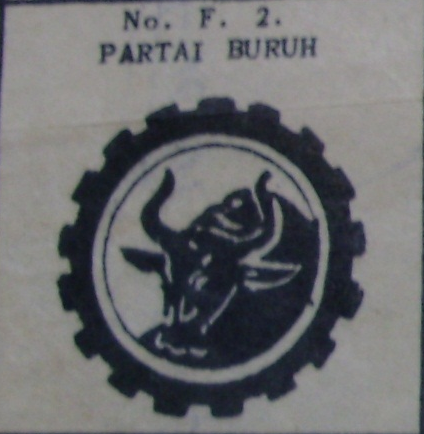 No. F. 2.
PARTAI BURUH